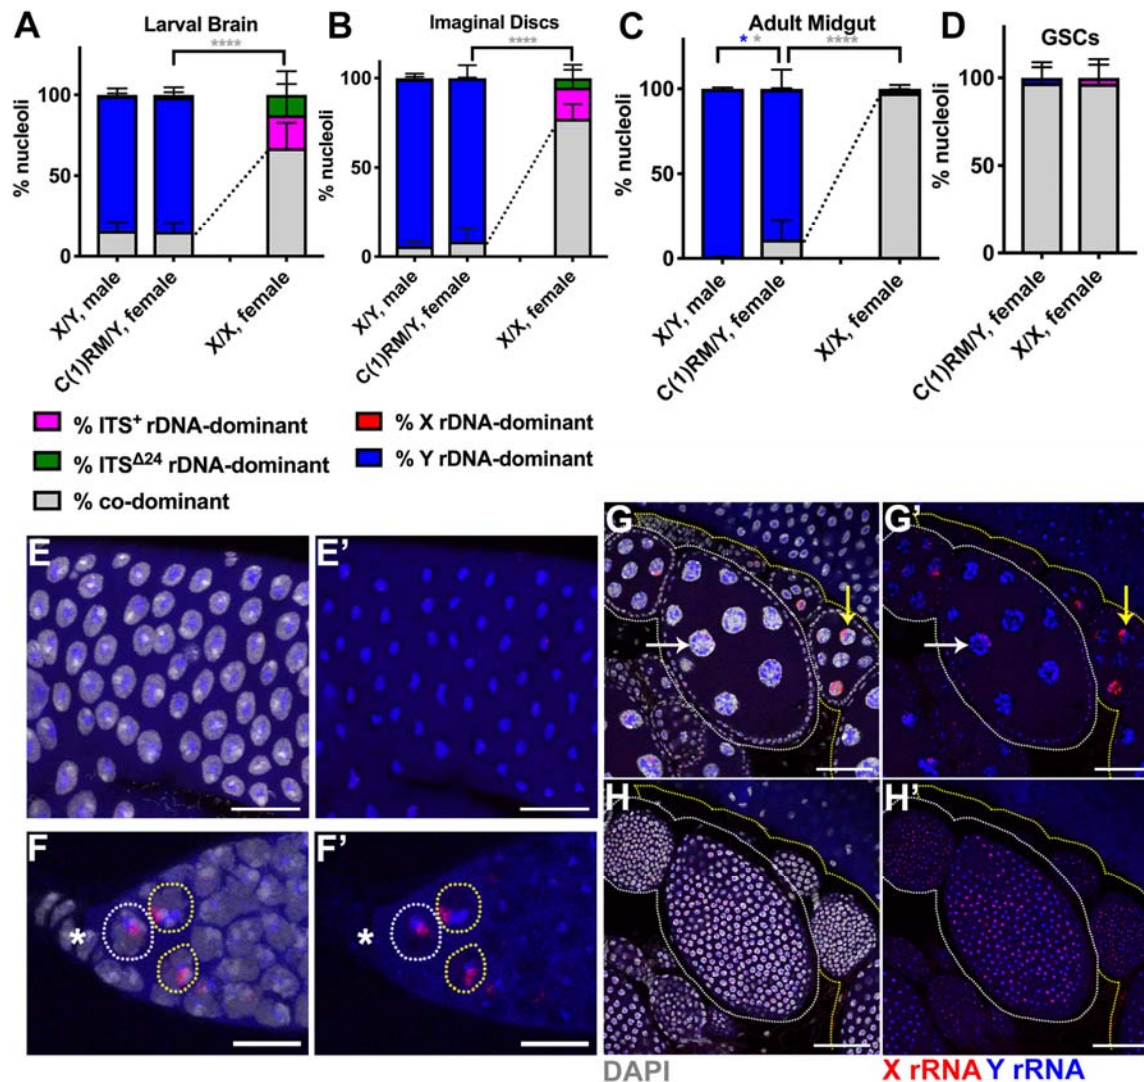 A
Larval Brain
****
% nucleoli
100
50
0
X/Y, male
C(1)RM/Y, female
X/X, female
B
Imaginal Discs
****
% nucleoli
100
50
0
X/Y, male
C(1)RM/Y, female
X/X, female
C
Adult Midgut
* *
****
% nucleoli
100
50
0
X/Y, male
C(1)RM/Y, female
X/X, female
D
GSCs
% nucleoli
100
50
0
C(1)RM/Y, female
X/X, female
% ITS+ rDNA-dominant
% ITSΔ24 rDNA-dominant
% co-dominant
% X rDNA-dominant
% Y rDNA-dominant
E
E'
F
*
F'
*
G
G'
H
H'
DAPI
X rRNA Y rRNA